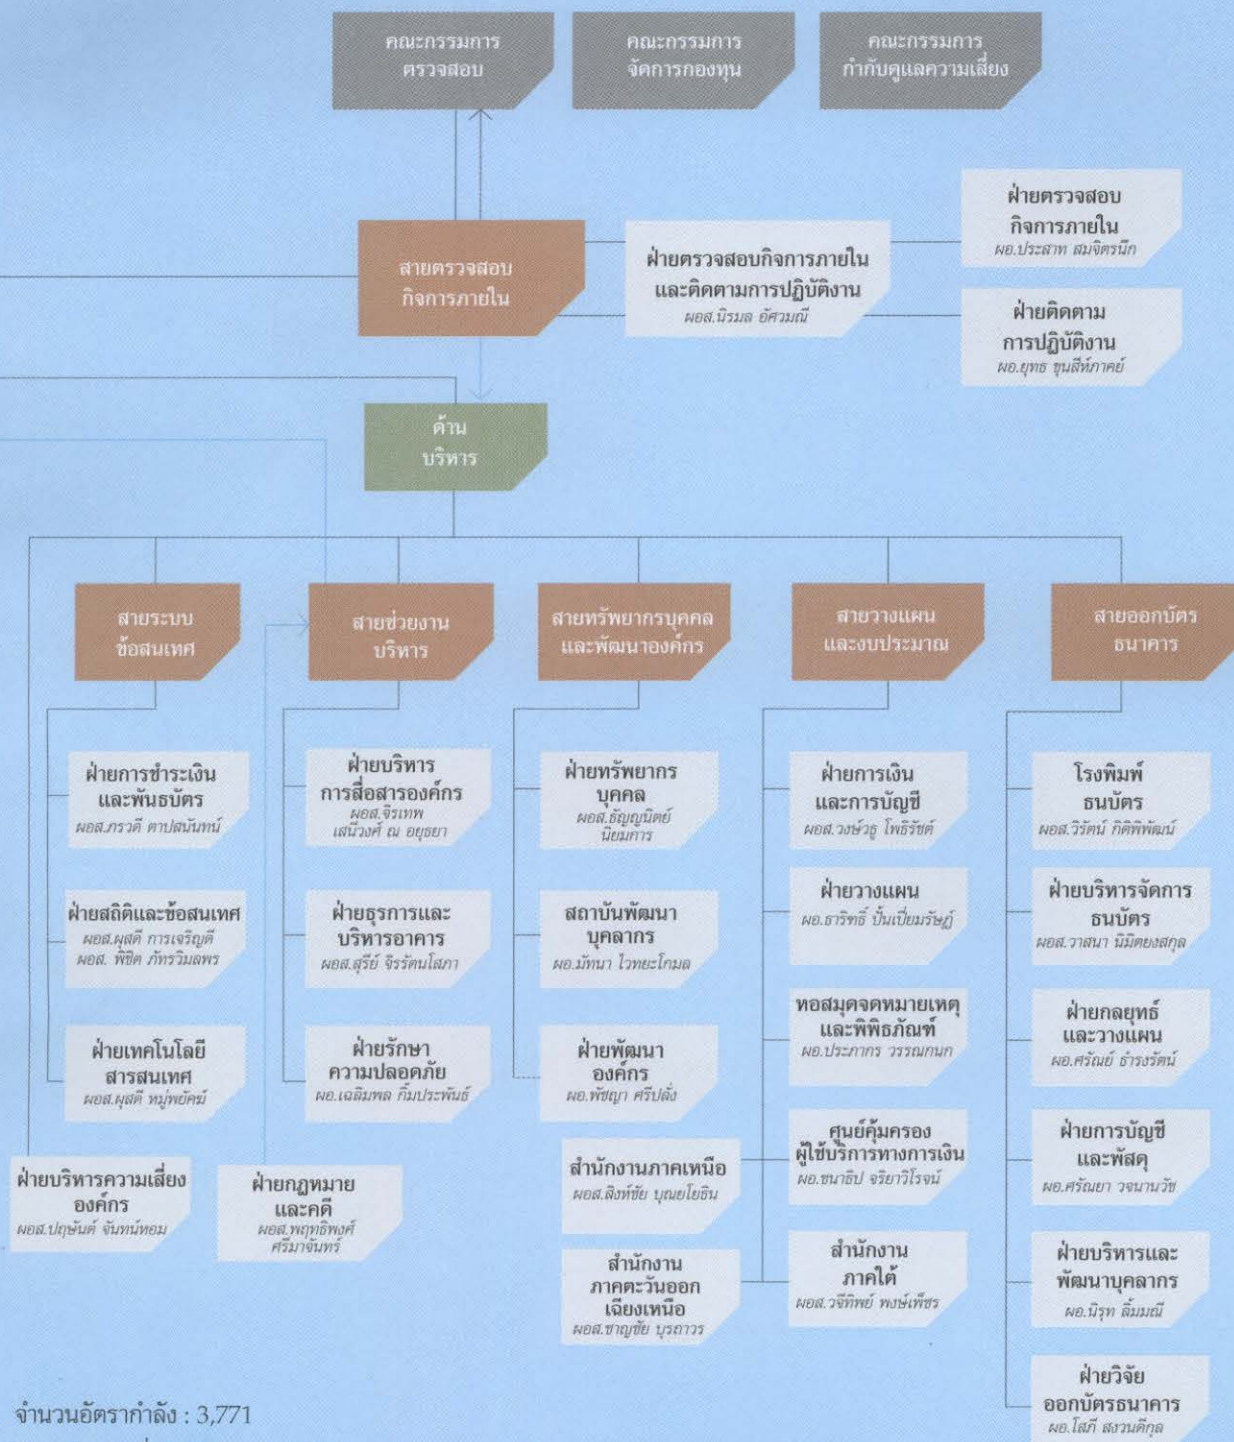 คณะกรรมการ
ตรวจสอบ
คณะกรรมการ
จัดการกองทุน
คณะกรรมการ
กำกับดูแลความเสี่ยง
สายตรวจสอบ
กิจการภายใน
ฝ่ายตรวจสอบกิจการภายใน
และติดตามการปฏิบัติงาน
ผอส.นิรมล อัศวมณี
ฝ่ายตรวจสอบ
กิจการภายใน
ผอ.ประสาท สมจิตรนึก
ฝ่ายติดตาม
การปฏิบัติงาน
ผอ.ยุทธ ขุนสีห์ภาคย์
ด้าน
บริหาร
สายระบบ
ข้อสนเทศ
สายช่วยงาน
บริหาร
สายทรัพยากรบุคคล
และพัฒนาองค์กร
สายวางแผน
และงบประมาณ
สายออกบัตร
ธนาคาร
ฝ่ายการชำระเงิน
และพันธบัตร
ผอส.ภรวดี ตาปสนันทน์
ฝ่ายสถิติและข้อสนเทศ
ผอส.ผุสดี การเจริญดี
ผอส. พิชิต ภัทรวิมลพร
ฝ่ายเทคโนโลยี
สารสนเทศ
ผอส.ผุสดี หมู่พยัคฆ์
ฝ่ายบริหารความเสี่ยง
องค์กร
ผอส.ปฤษันต์ จันทน์หอม
ฝ่ายบริหาร
การสื่อสารองค์กร
ผอส.จิรเทพ
เสนีวงศ์ ณ อยุธยา
ฝ่ายธุรการและ
บริหารอาคาร
ผอส.สุรีย์ จิรรัตนโสภา
ฝ่ายรักษา
ความปลอดภัย
ผอ.เฉลิมพล กิ้มประพันธ์
ฝ่ายกฎหมาย
และคดี
ผอส.พฤทธิพงศ์
ศรีมาจันทร์
ฝ่ายทรัพยากร
บุคคล
ผอส.ธัญญนิตย์
นิยมการ
สถาบันพัฒนา
บุคลากร
ผอ.มัทนา ไวทยะโกมล
ฝ่ายพัฒนา
องค์กร
ผอ.พัชญา ศรีปลั่ง
สำนักงานภาคเหนือ
ผอส.สิงห์ชัย บุณยโยธิน
สำนักงาน
ภาคตะวันออก
เฉียงเหนือ
ผอส.ชาญชัย บุรถาวร
ฝ่ายการเงิน
และการบัญชี
ผอส.วงษ์วธู โพธิรัชต์
ฝ่ายวางแผน
ผอ.ธาริทธิ์ ปั้นเปี่ยมรัษฎ์
หอสมุดจดหมายเหตุ
และพิพิธภัณฑ์
ผอ.ประภากร วรรณกนก
ศูนย์คุ้มครอง
ผู้ใช้บริการทางการเงิน
ผอ.ชนาธิป จริยาวิโรจน์
สำนักงาน
ภาคใต้
ผอส.วจีทิพย์ พงษ์เพ็ชร
โรงพิมพ์
ธนบัตร
ผอส.วิรัตน์ กิติพิพัฒน์
ฝ่ายบริหารจัดการ
ธนบัตร
ผอส.วาสนา นิมิตยงสกุล
ฝ่ายกลยุทธ์
และวางแผน
ผอ.ศรัณย์ ธำรงรัตน์
ฝ่ายการบัญชี
และพัสดุ
ผอ.ศรัณยา วจนานวัช
ฝ่ายบริหารและ
พัฒนาบุคลากร
ผอ.นิรุท ลิ้มมณี
ฝ่ายวิจัย
ออกบัตรธนาคาร
ผอ.โสภี สงวนดีกุล
จำนวนอัตรากำลัง : 3,771